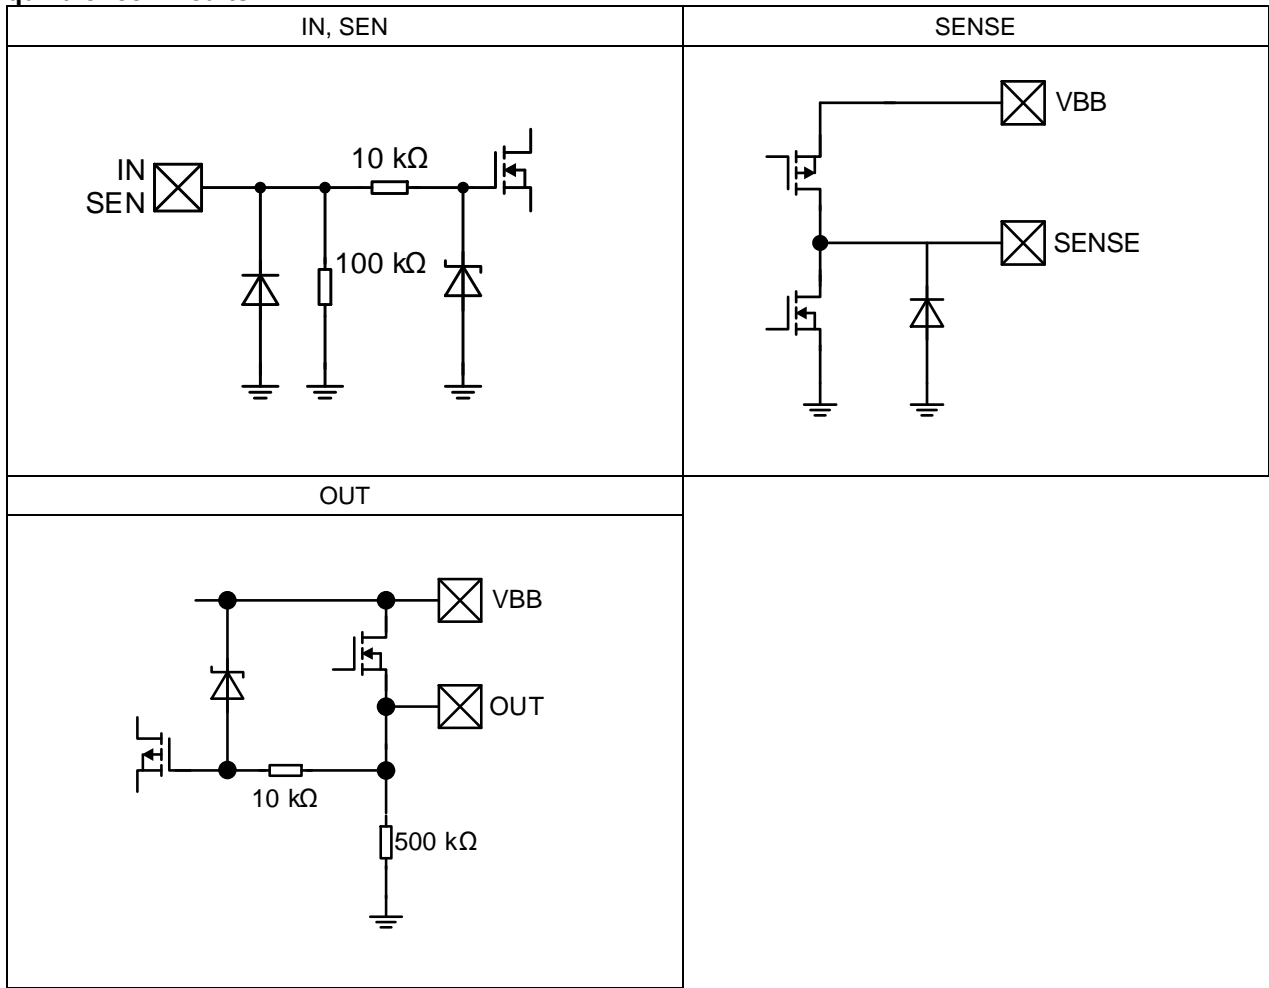 IN, SEN
SENSE
IN
SEN
10 kΩ
100 kΩ
VBB
SENSE
OUT
VBB
OUT
10 kΩ
500 kΩ